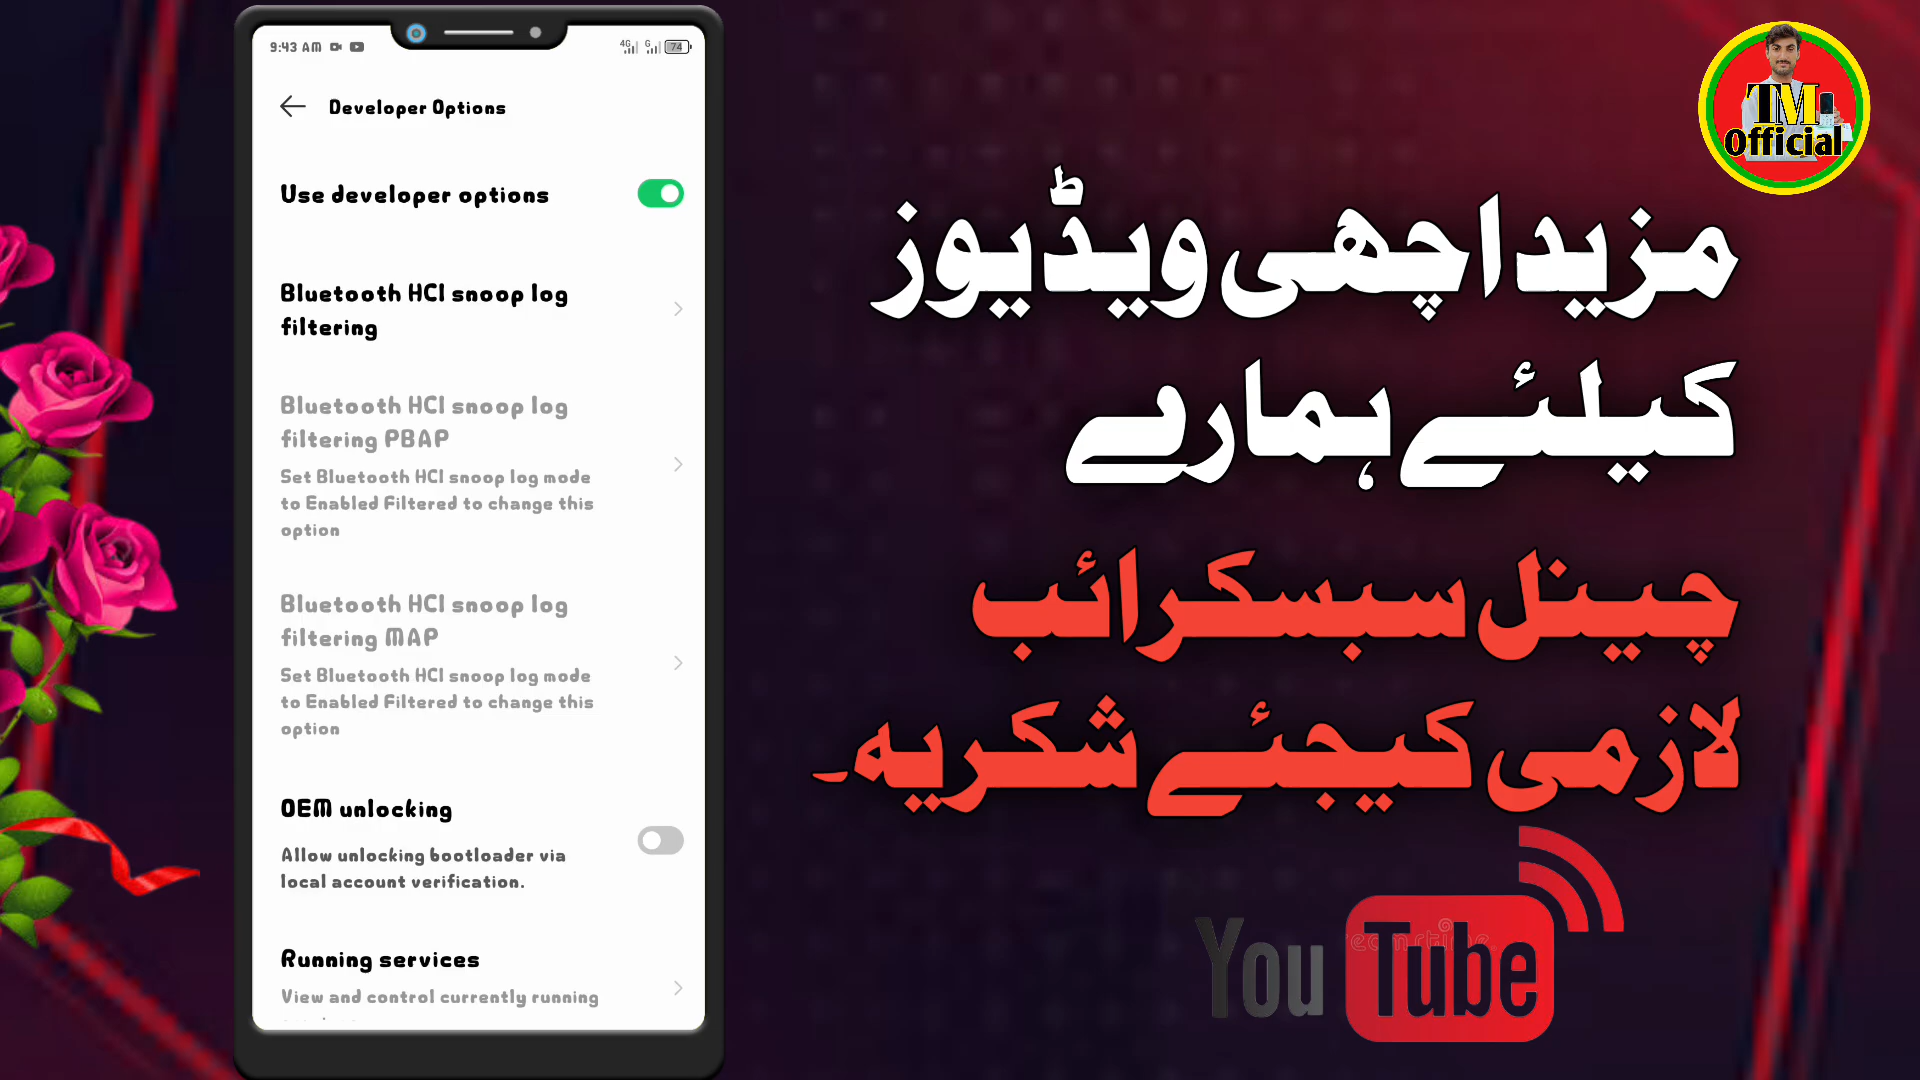 9:43 AM
4G G 74
Developer Options
Use developer options
Bluetooth HCI snoop log
filtering
Bluetooth HCI snoop log
filtering PBAP
Set Bluetooth HCI snoop log mode
to Enabled Filtered to change this
option
Bluetooth HCI snoop log
filtering MAP
Set Bluetooth HCI snoop log mode
to Enabled Filtered to change this
option
OEM unlocking
Allow unlocking bootloader via
local account verification.
Running services
View and control currently running
TM
Official
مزید اچھی ویڈیوز
کیلئے ہمارے
چینل سبسکرائب
لازمی کیجئے شکریہ۔
YouTube